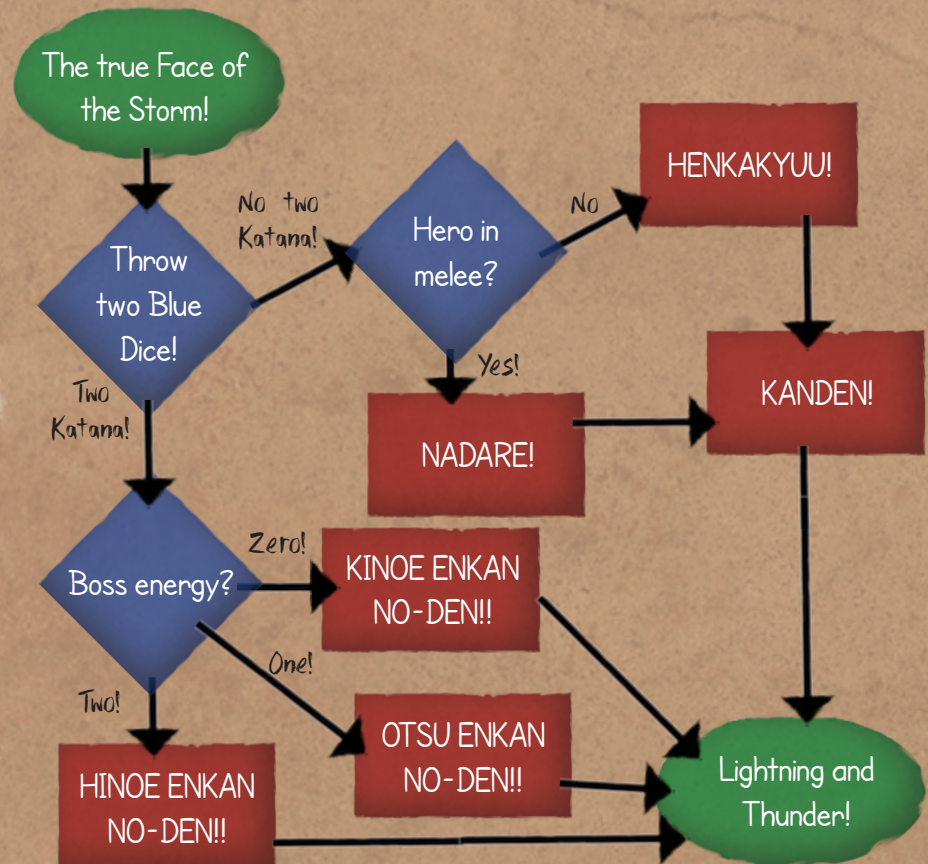 The true Face of
the Storm!
Throw
two Blue
Dice!
No two
Katana!
Hero in
melee?
No
HENKAKYUU!
Yes!
NADARE!
KANDEN!
Two
Katana!
Boss energy?
Zero!
KINOE ENKAN
NO-DEN!!
One!
OTSU ENKAN
NO-DEN!!
Two!
HINOE ENKAN
NO-DEN!!
Lightning and
Thunder!